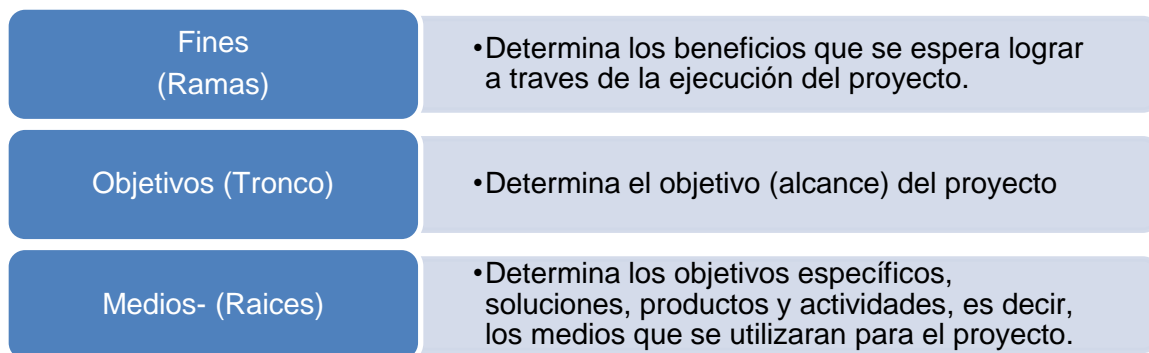 Fines
(Ramas)
•Determina los beneficios que se espera lograr
a traves de la ejecución del proyecto.
Objetivos (Tronco)
•Determina el objetivo (alcance) del proyecto
Medios- (Raices)
•Determina los objetivos específicos,
soluciones, productos y actividades, es decir,
los medios que se utilizaran para el proyecto.